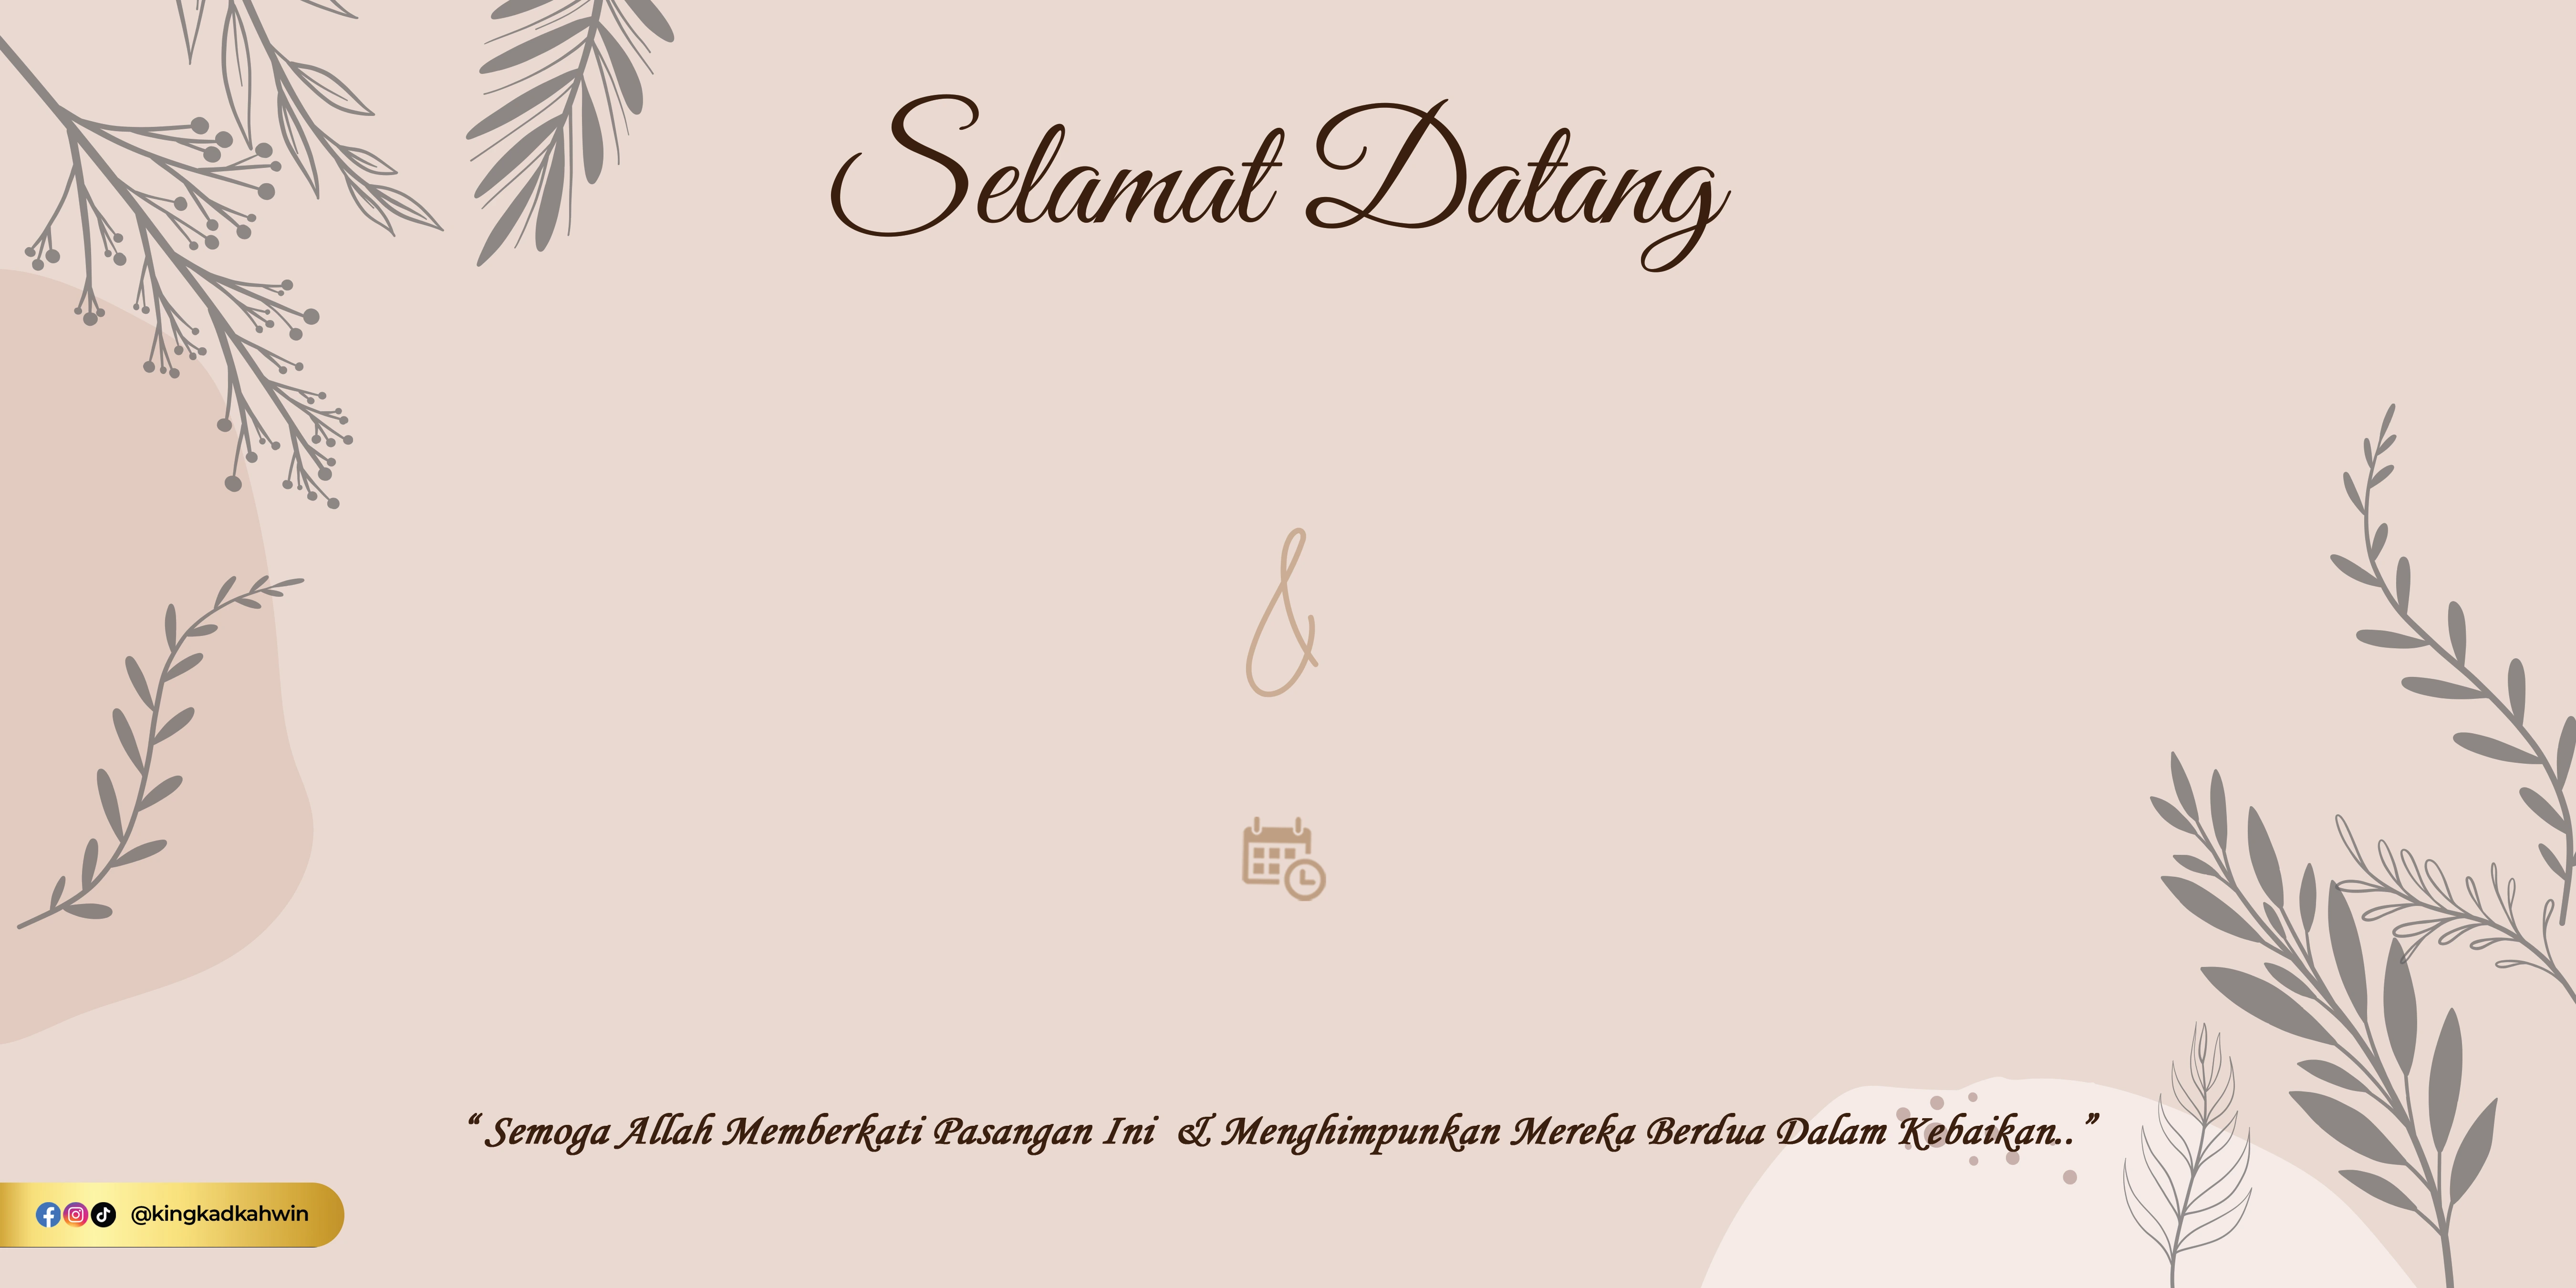 Selamat Datang
&
“ Semoga Allah Memberkati Pasangan Ini & Menghimpunkan Mereka Berdua Dalam Kebaikan.. ”
@kingkadkahwin